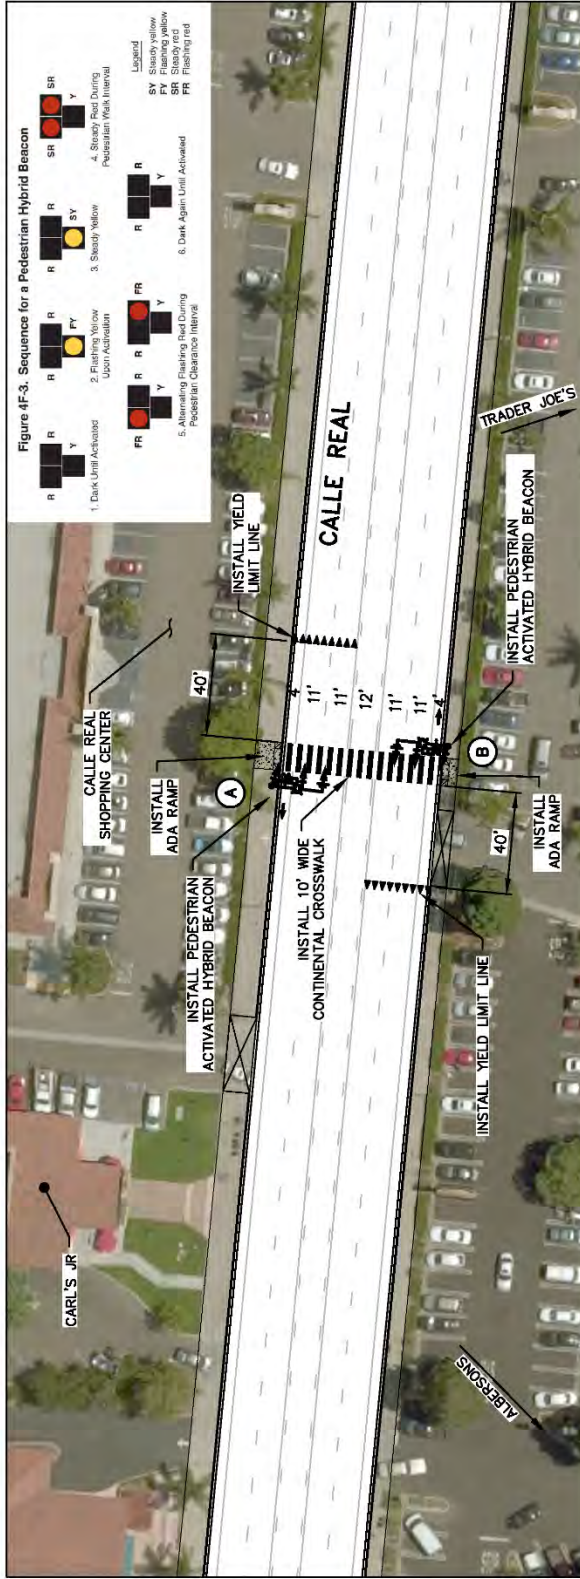 Figure 4F-3. Sequence for a Pedestrian Hybrid Beacon
R R
Y
1. Dark Until Activated
R R
FY
2. Flashing Yellow
Upon Activation
R R
SY
3. Steady Yellow
SR SR
Y
4. Steady Red During
Pedestrian Walk Interval
FR R R FR
Y Y
5. Alternating Flashing Red During
Pedestrian Clearance Interval
R R
Y
6. Dark Again Until Activated
Legend
SY Steady yellow
FY Flashing yellow
SR Steady red
FR Flashing red
CARL'S JR
CALLE REAL
SHOPPING CENTER
INSTALL
ADA RAMP
40'
INSTALL YIELD
LIMIT LINE
INSTALL PEDESTRIAN
ACTIVATED HYBRID BEACON
A
INSTALL 10' WIDE
CONTINENTAL CROSSWALK
4'
11'
11'
12'
11'
11'
4'
CALLE REAL
B
40'
INSTALL YIELD LIMIT LINE
INSTALL
ADA RAMP
INSTALL PEDESTRIAN
ACTIVATED HYBRID BEACON
TRADER JOE'S
ALBERSONS